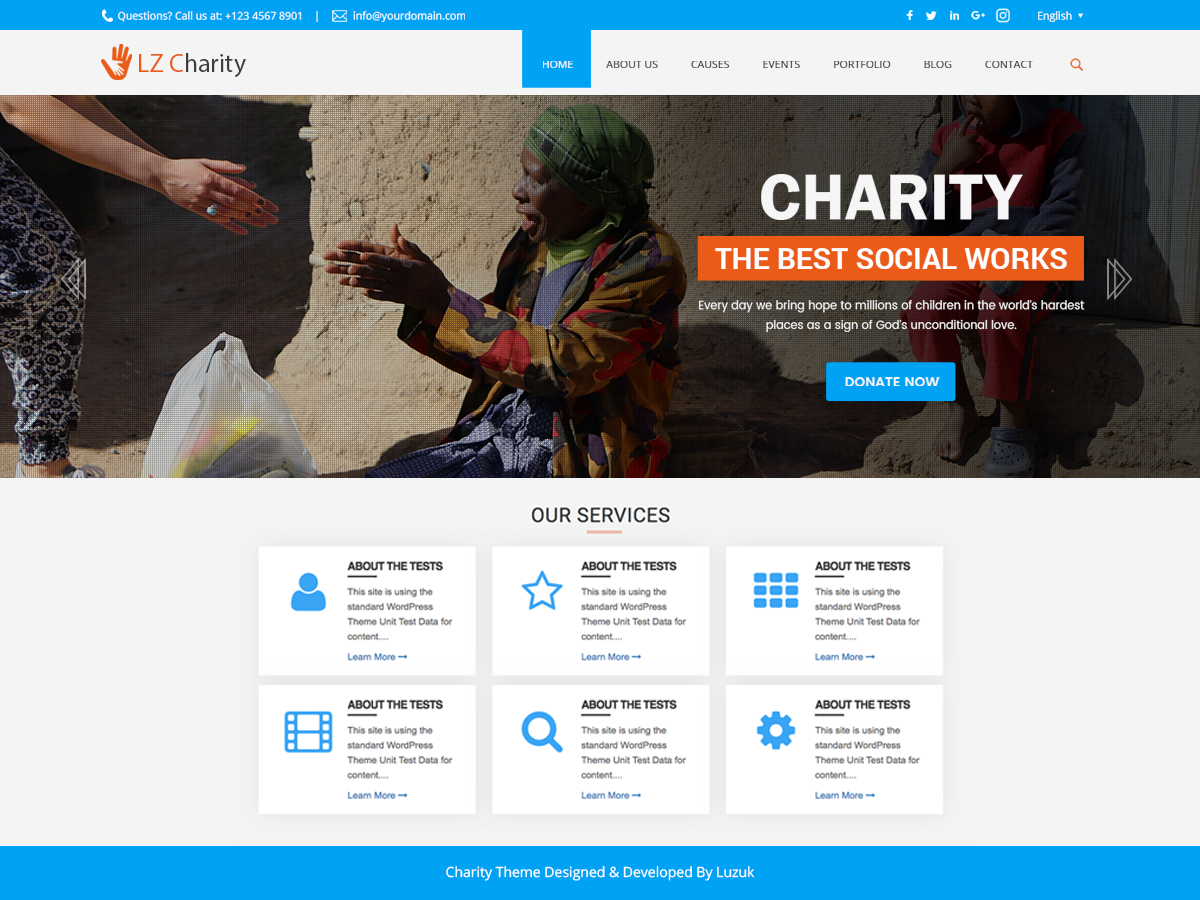 Questions? Call us at: +123 4567 8901 | info@yourdomain.com
English
LZ Charity
HOME ABOUT US CAUSES EVENTS PORTFOLIO BLOG CONTACT
CHARITY
THE BEST SOCIAL WORKS
Every day we bring hope to millions of children in the world's hardest
places as a sign of God's unconditional love.
DONATE NOW
OUR SERVICES
ABOUT THE TESTS
This site is using the
standard WordPress
Theme Unit Test Data for
content....
Learn More
ABOUT THE TESTS
This site is using the
standard WordPress
Theme Unit Test Data for
content....
Learn More
ABOUT THE TESTS
This site is using the
standard WordPress
Theme Unit Test Data for
content....
Learn More
ABOUT THE TESTS
This site is using the
standard WordPress
Theme Unit Test Data for
content....
Learn More
ABOUT THE TESTS
This site is using the
standard WordPress
Theme Unit Test Data for
content....
Learn More
ABOUT THE TESTS
This site is using the
standard WordPress
Theme Unit Test Data for
content....
Learn More
Charity Theme Designed & Developed By Luzuk